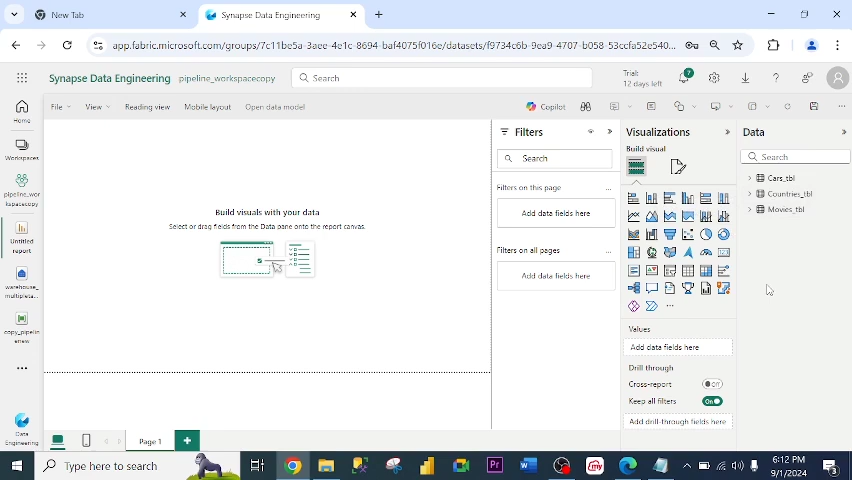 New Tab
Synapse Data Engineering
app.fabric.microsoft.com/groups/7c11be5a-3aee-4e1c-8694-baf4075f016e/datasets/f9734c6b-9ea9-4707-b058-53ccfa52e540...
Synapse Data Engineering
pipeline_workspacecopy
Search
Trial:
12 days left
7
File
View
Reading view
Mobile layout
Open data model
Copilot
Home
Workspaces
pipeline_wor
kspacecopy
Untitled
report
warehouse_
multipleta...
copy_pipelin
enew
Data
Engineering
Build visuals with your data
Select or drag fields from the Data pane onto the report canvas.
Filters
Search
Filters on this page
...
Add data fields here
Filters on all pages
...
Add data fields here
Visualizations
Build visual
Values
Add data fields here
Drill through
Cross-report
Off
Keep all filters
On
Add drill-through fields here
Data
Search
Cars_tbl
Countries_tbl
Movies_tbl
Page 1
Type here to search
6:12 PM
9/1/2024
3